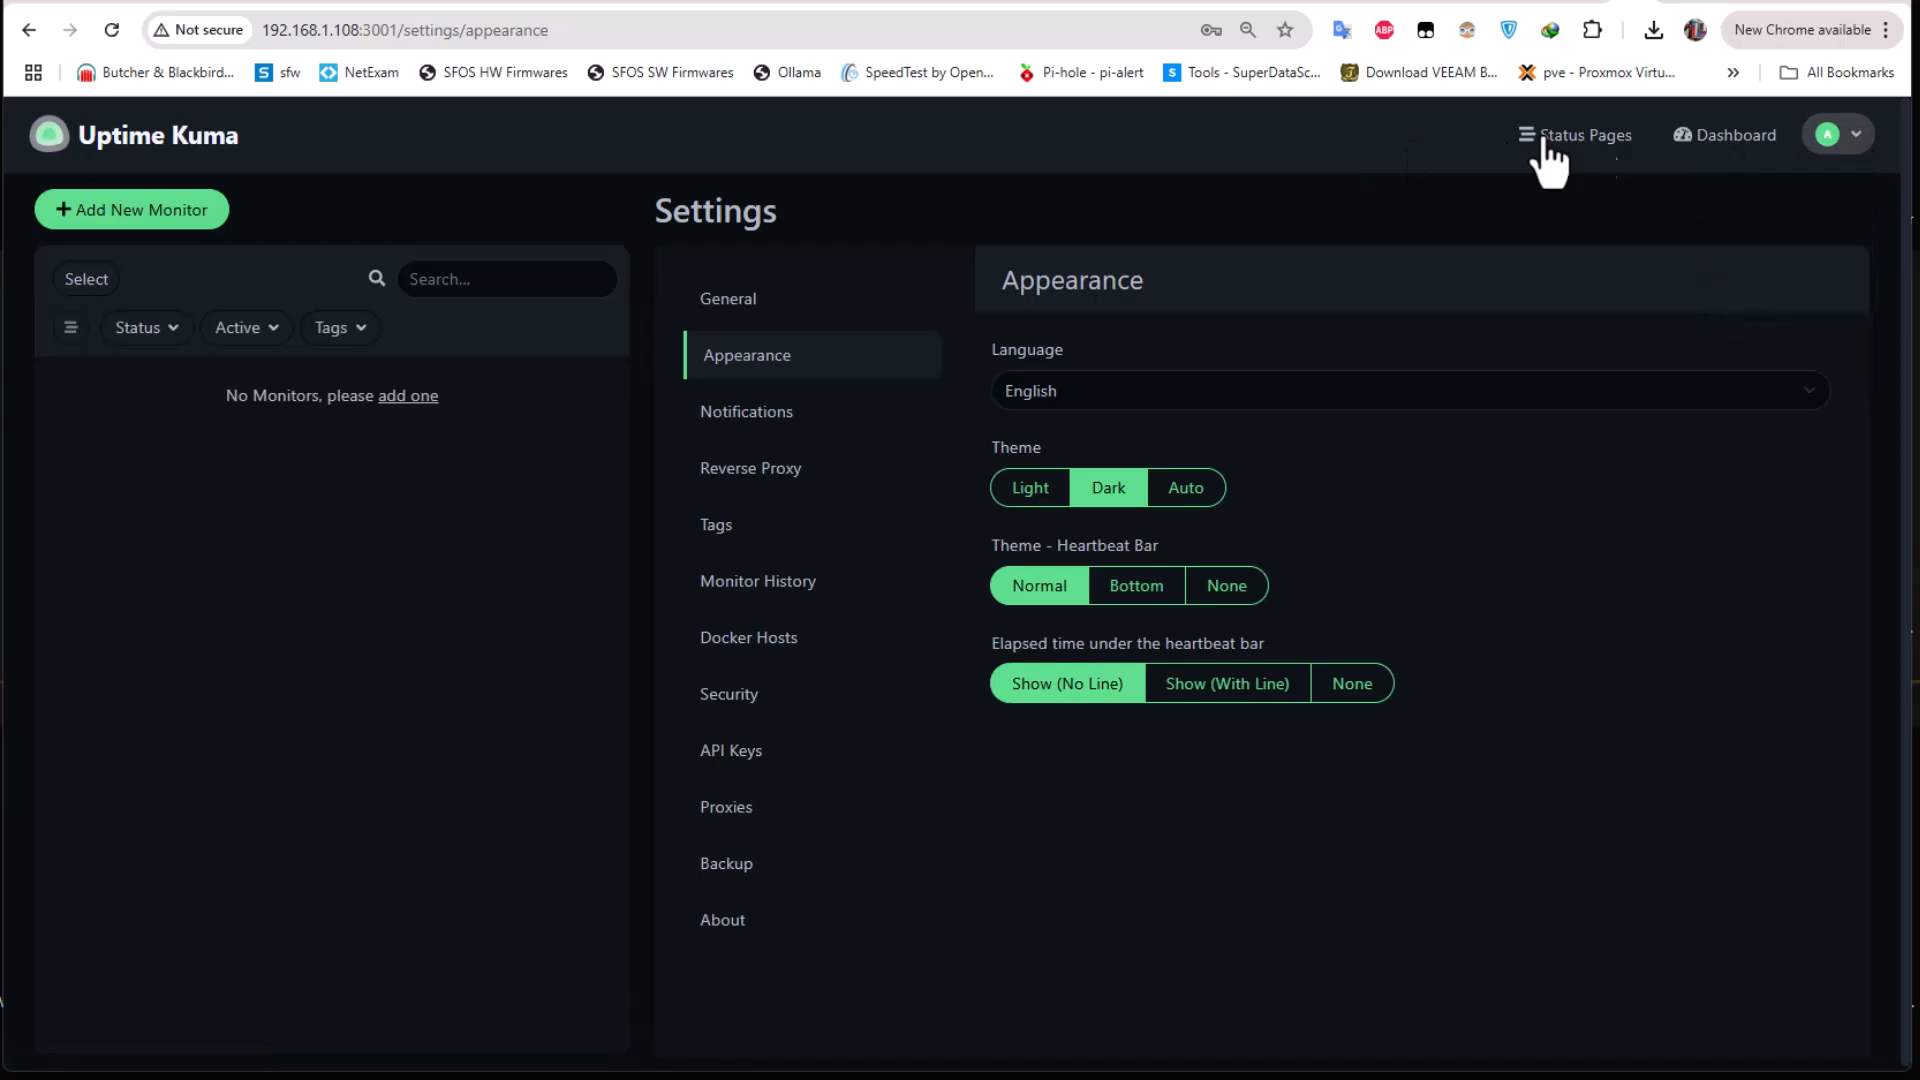 Not secure 192.168.1.108:3001/settings/appearance New Chrome available
Butcher & Blackbird... sfw NetExam SFOS HW Firmwares SFOS SW Firmwares Ollama SpeedTest by Open... Pi-hole - pi-alert Tools - SuperDataSc... Download VEEAM B... pve - Proxmox Virtu... » All Bookmarks
Uptime Kuma Status Pages Dashboard A
+ Add New Monitor
Select Search...
Status Active Tags
No Monitors, please add one
Settings
General
Appearance
Notifications
Reverse Proxy
Tags
Monitor History
Docker Hosts
Security
API Keys
Proxies
Backup
About
Appearance
Language
English
Theme
Light Dark Auto
Theme - Heartbeat Bar
Normal Bottom None
Elapsed time under the heartbeat bar
Show (No Line) Show (With Line) None
ABP